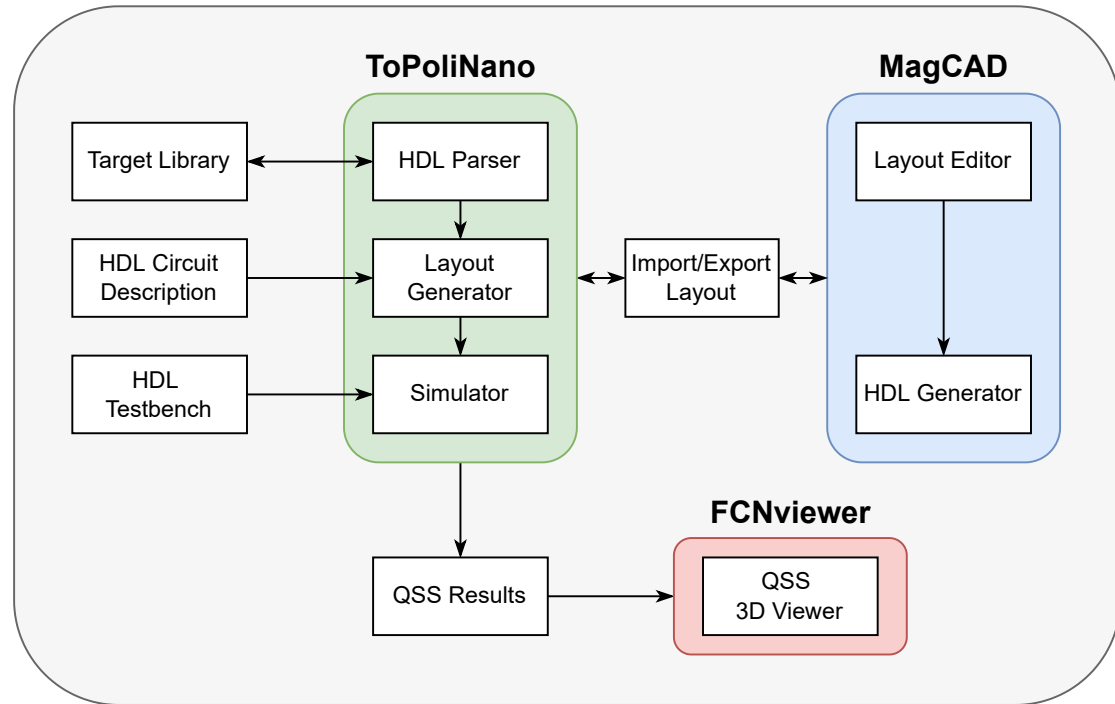 ToPoliNano
MagCAD
Target Library
HDL Parser
Layout Editor
HDL Circuit
Description
Layout
Generator
Import/Export
Layout
HDL
Testbench
Simulator
HDL Generator
FCNviewer
QSS Results
QSS
3D Viewer